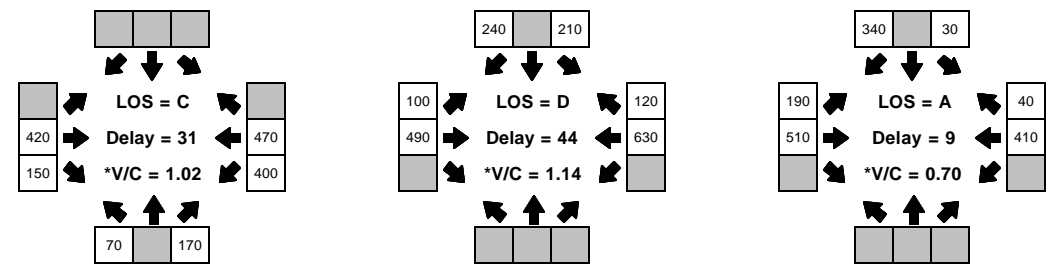 240 210
340 30
LOS = C
100 LOS = D 120
190 LOS = A 40
420 Delay = 31 470
490 Delay = 44 630
510 Delay = 9 410
150 *V/C = 1.02 400
*V/C = 1.14
*V/C = 0.70
70 170